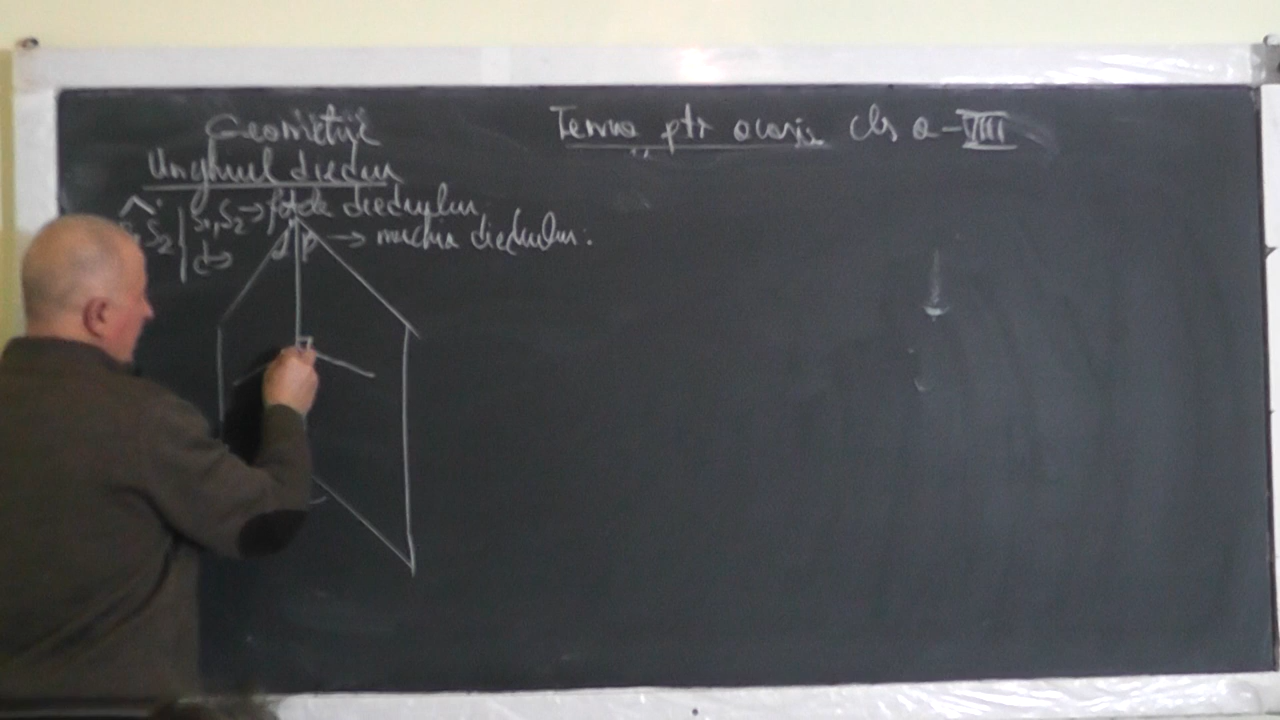 Geometrie
Unghiul diedru
S₁, S₂ → fețele diedrului
d → muchia diedrului.
Tema ptr acasă cls a-VIII